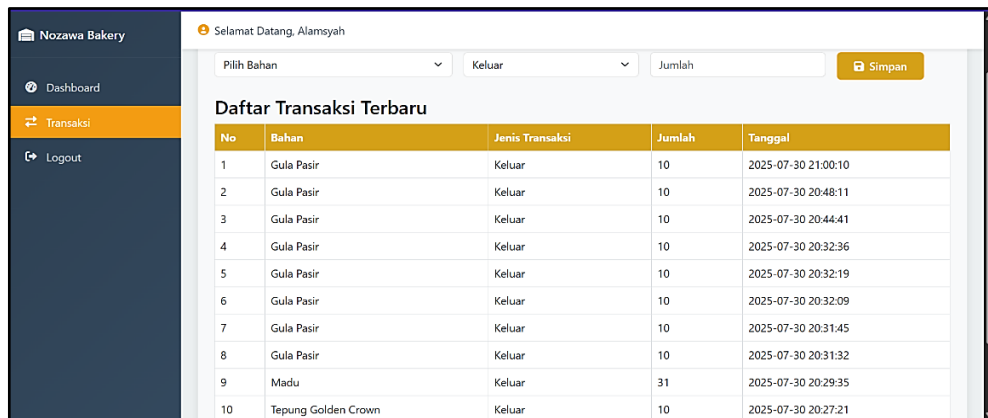 Nozawa Bakery
Selamat Datang, Alamsyah
Dashboard
Transaksi
Logout
Pilih Bahan Keluar Jumlah Simpan
Daftar Transaksi Terbaru
No Bahan Jenis Transaksi Jumlah Tanggal
1 Gula Pasir Keluar 10 2025-07-30 21:00:10
2 Gula Pasir Keluar 10 2025-07-30 20:48:11
3 Gula Pasir Keluar 10 2025-07-30 20:44:41
4 Gula Pasir Keluar 10 2025-07-30 20:32:36
5 Gula Pasir Keluar 10 2025-07-30 20:32:19
6 Gula Pasir Keluar 10 2025-07-30 20:32:09
7 Gula Pasir Keluar 10 2025-07-30 20:31:45
8 Gula Pasir Keluar 10 2025-07-30 20:31:32
9 Madu Keluar 31 2025-07-30 20:29:35
10 Tepung Golden Crown Keluar 10 2025-07-30 20:27:21